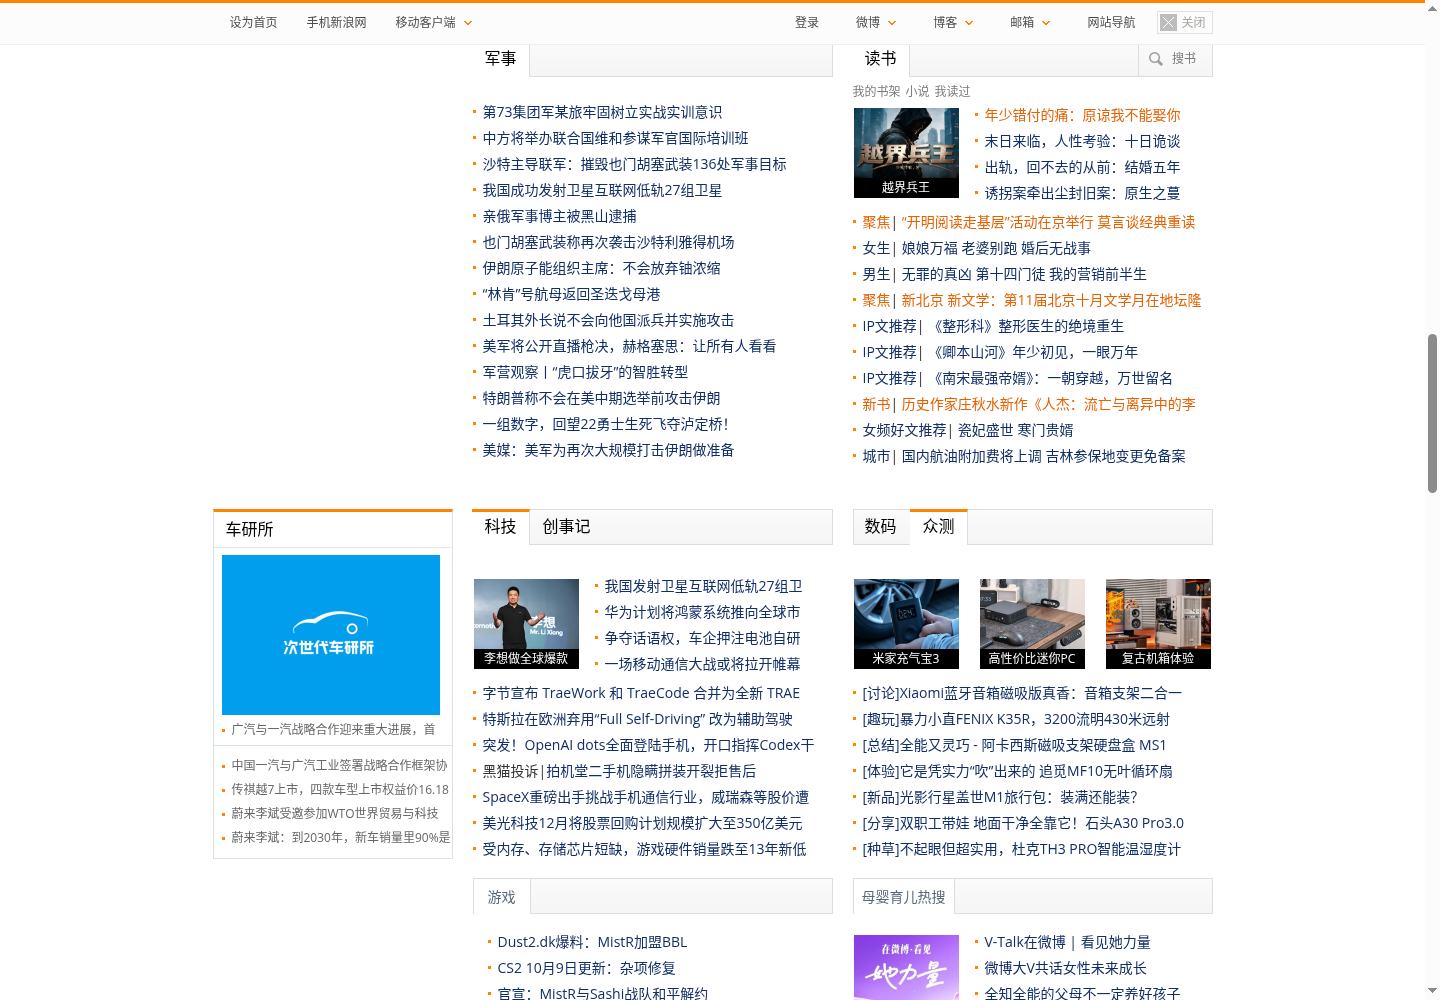 设为首页 手机新浪网 移动客户端 登录 微博 博客 邮箱 网站导航 关闭
军事
第73集团军某旅牢固树立实战实训意识
中方将举办联合国维和参谋军官国际培训班
沙特主导联军：摧毁也门胡塞武装136处军事目标
我国成功发射卫星互联网低轨27组卫星
亲俄军事博主被黑山逮捕
也门胡塞武装称再次袭击沙特利雅得机场
伊朗原子能组织主席：不会放弃铀浓缩
“林肯”号航母返回圣迭戈母港
土耳其外长说不会向他国派兵并实施攻击
美军将公开直播枪决，赫格塞思：让所有人看看
军营观察丨“虎口拔牙”的智胜转型
特朗普称不会在美中期选举前攻击伊朗
一组数字，回望22勇士生死飞夺泸定桥！
美媒：美军为再次大规模打击伊朗做准备
读书 搜书
我的书架 小说 我读过
越界兵王
越界兵王
年少错付的痛：原谅我不能娶你
末日来临，人性考验：十日诡谈
出轨，回不去的从前：结婚五年
诱拐案牵出尘封旧案：原生之蔓
聚焦| “开明阅读走基层”活动在京举行 莫言谈经典重读
女生| 娘娘万福 老婆别跑 婚后无战事
男生| 无罪的真凶 第十四门徒 我的营销前半生
聚焦| 新北京 新文学：第11届北京十月文学月在地坛隆
IP文推荐| 《整形科》整形医生的绝境重生
IP文推荐| 《卿本山河》年少初见，一眼万年
IP文推荐| 《南宋最强帝婿》：一朝穿越，万世留名
新书| 历史作家庄秋水新作《人杰：流亡与离异中的李
女频好文推荐| 瓷妃盛世 寒门贵婿
城市| 国内航油附加费将上调 吉林参保地变更免备案
车研所
次世代车研所
广汽与一汽战略合作迎来重大进展，首
中国一汽与广汽工业签署战略合作框架协
传祺越7上市，四款车型上市权益价16.18
蔚来李斌受邀参加WTO世界贸易与科技
蔚来李斌：到2030年，新车销量里90%是
科技 创事记
李想
Mr. Li Xiang
李想做全球爆款
我国发射卫星互联网低轨27组卫
华为计划将鸿蒙系统推向全球市
争夺话语权，车企押注电池自研
一场移动通信大战或将拉开帷幕
字节宣布 TraeWork 和 TraeCode 合并为全新 TRAE
特斯拉在欧洲弃用“Full Self-Driving” 改为辅助驾驶
突发！OpenAI dots全面登陆手机，开口指挥Codex干
黑猫投诉|拍机堂二手机隐瞒拼装开裂拒售后
SpaceX重磅出手挑战手机通信行业，威瑞森等股价遭
美光科技12月将股票回购计划规模扩大至350亿美元
受内存、存储芯片短缺，游戏硬件销量跌至13年新低
数码 众测
米家充气宝3
高性价比迷你PC
复古机箱体验
[讨论]Xiaomi蓝牙音箱磁吸版真香：音箱支架二合一
[趣玩]暴力小直FENIX K35R，3200流明430米远射
[总结]全能又灵巧 - 阿卡西斯磁吸支架硬盘盒 MS1
[体验]它是凭实力“吹”出来的 追觅MF10无叶循环扇
[新品]光影行星盖世M1旅行包：装满还能装？
[分享]双职工带娃 地面干净全靠它！石头A30 Pro3.0
[种草]不起眼但超实用，杜克TH3 PRO智能温湿度计
游戏
Dust2.dk爆料：MistR加盟BBL
CS2 10月9日更新：杂项修复
官宣：MistR与Sashi战队和平解约
母婴育儿热搜
在微博·看见
她力量
V-Talk在微博 | 看见她力量
微博大V共话女性未来成长
全知全能的父母不一定养好孩子